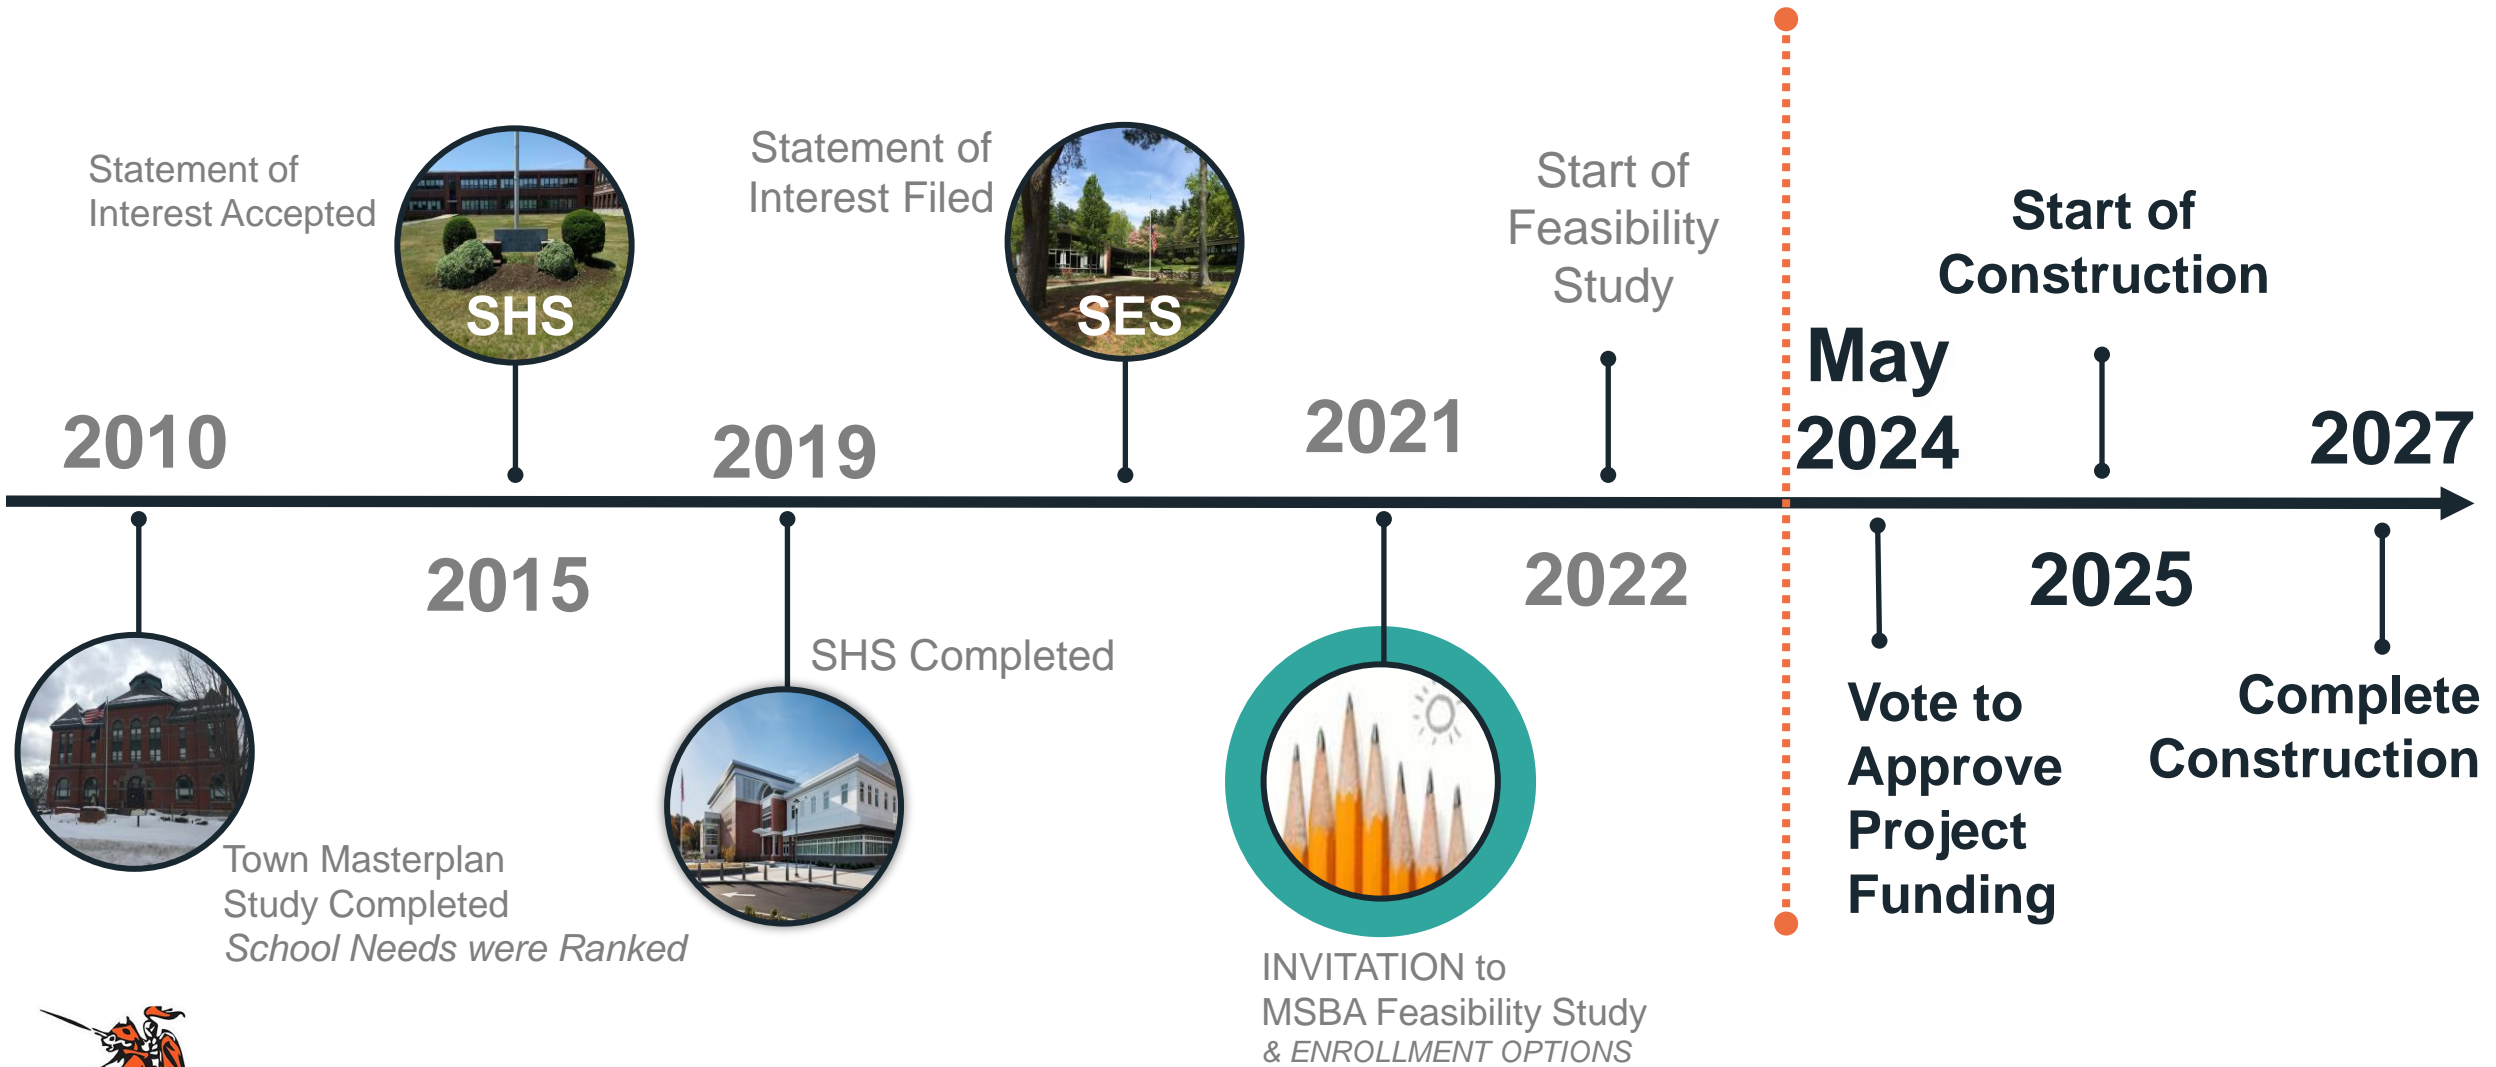 Statement of
Interest Accepted
SHS
Statement of
Interest Filed
SES
Start of
Feasibility
Study
Start of
Construction
2010
2019
2021
May
2024
2027
2015
2022
2025
Town Masterplan
Study Completed
School Needs were Ranked
SHS Completed
INVITATION to
MSBA Feasibility Study
& ENROLLMENT OPTIONS
Vote to
Approve
Project
Funding
Complete
Construction